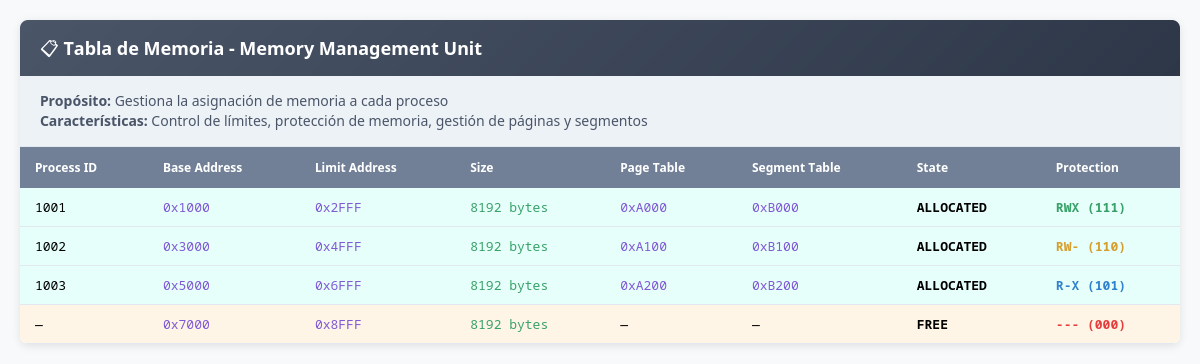 📋 Tabla de Memoria - Memory Management Unit
Propósito: Gestiona la asignación de memoria a cada proceso
Características: Control de límites, protección de memoria, gestión de páginas y segmentos
Process ID Base Address Limit Address Size Page Table Segment Table State Protection
1001 0x1000 0x2FFF 8192 bytes 0xA000 0xB000 ALLOCATED RWX (111)
1002 0x3000 0x4FFF 8192 bytes 0xA100 0xB100 ALLOCATED RW- (110)
1003 0x5000 0x6FFF 8192 bytes 0xA200 0xB200 ALLOCATED R-X (101)
— 0x7000 0x8FFF 8192 bytes — — FREE --- (000)